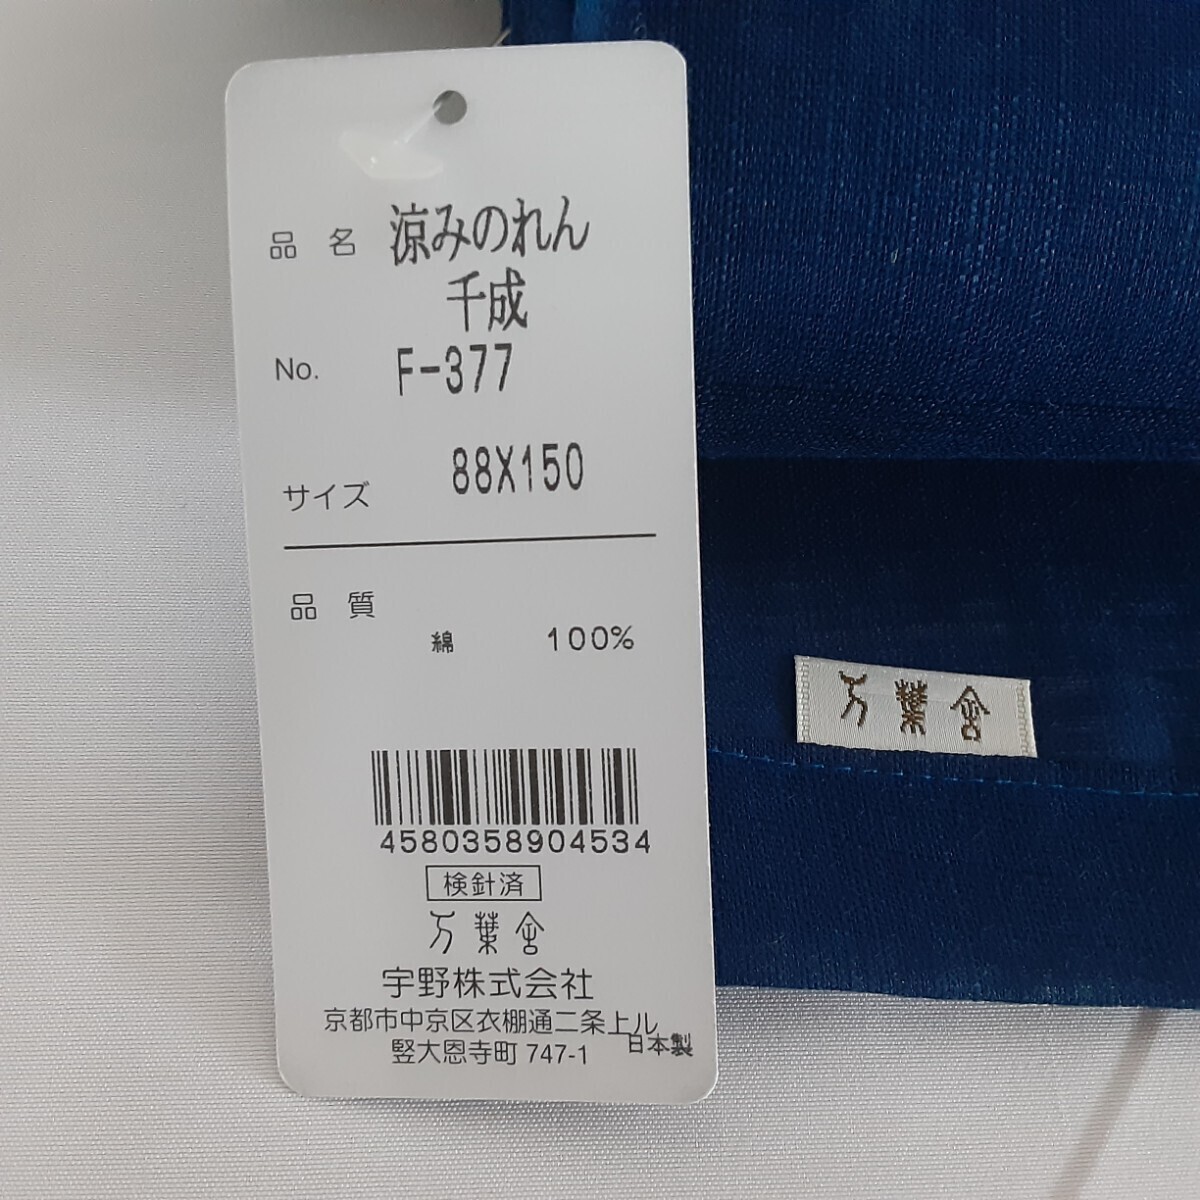 品名 涼みのれん
千成
No. F-377
サイズ 88X150
品質
綿 100%
4580358904534
検針済
万葉舎
宇野株式会社
京都市中京区衣棚通二条上ル
竪大恩寺町 747-1 日本製
万葉舎